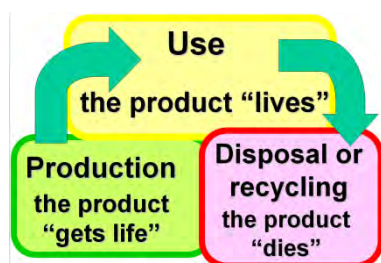 Use
the product “lives”
Production
the product
“gets life”
Disposal or
recycling
the product
“dies”